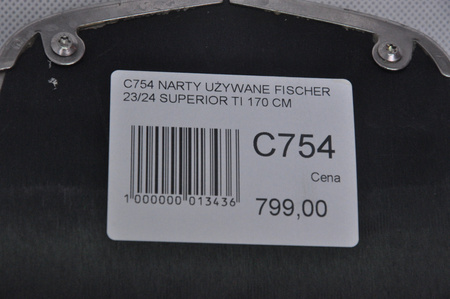 C754 NARTY UŻYWANE FISCHER
23/24 SUPERIOR TI 170 CM
C754
Cena
1 000000 013436
799,00